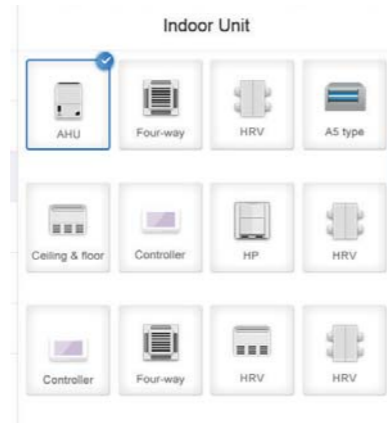 Indoor Unit
AHU
Four-way
HRV
A5 type
Ceiling & floor
Controller
HP
HRV
Controller
Four-way
HRV
HRV